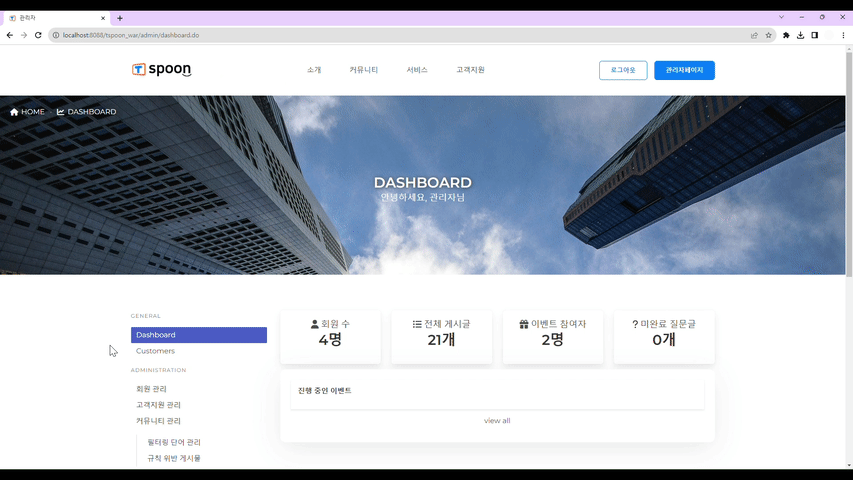 관리자
localhost:8088/tspoon_war/admin/dashboard.do
T spoon
소개
커뮤니티
서비스
고객지원
로그아웃
관리자페이지
HOME
DASHBOARD
DASHBOARD
안녕하세요, 관리자님
GENERAL
Dashboard
Customers
ADMINISTRATION
회원 관리
고객지원 관리
커뮤니티 관리
필터링 단어 관리
규칙 위반 게시물
회원 수
4명
전체 게시글
21개
이벤트 참여자
2명
? 미완료 질문글
0개
진행 중인 이벤트
view all